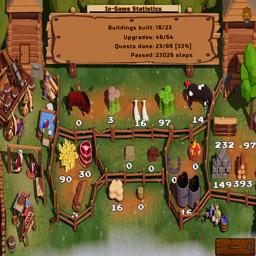 In-Game Statistics
Buildings built: 18/23
Upgrades: 46/64
Quests done: 23/69 [33%]
Passed: 23026 steps
0 3 16 97 14
232 97
90 30 0 0
149 393
16 0 16